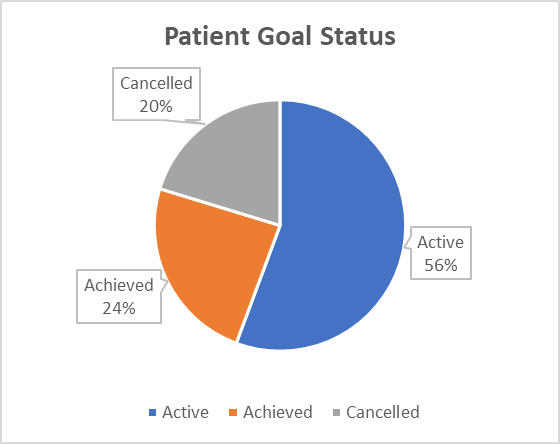 Patient Goal Status
Cancelled
20%
Active
56%
Achieved
24%
Active Achieved Cancelled